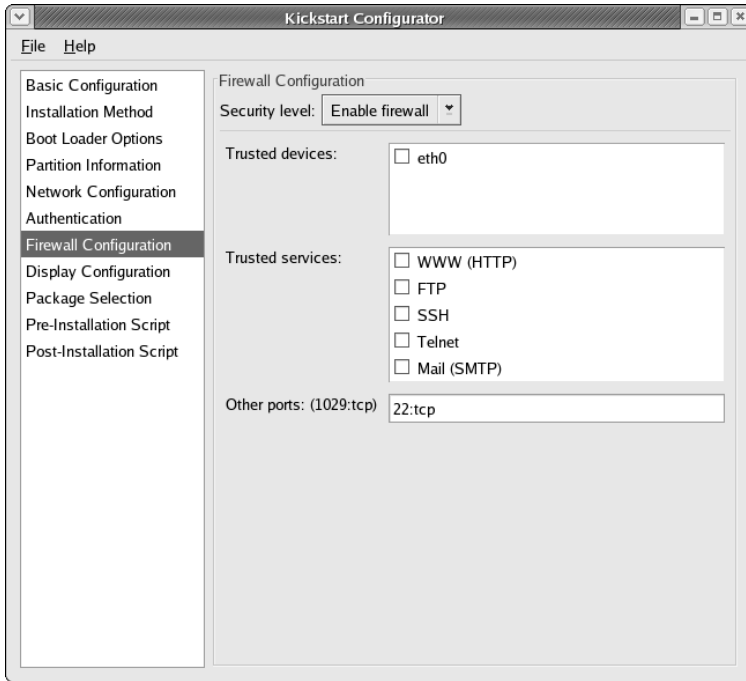 Kickstart Configurator
File Help
Basic Configuration
Installation Method
Boot Loader Options
Partition Information
Network Configuration
Authentication
Firewall Configuration
Display Configuration
Package Selection
Pre-Installation Script
Post-Installation Script
Firewall Configuration
Security level: Enable firewall
Trusted devices:
eth0
Trusted services:
WWW (HTTP)
FTP
SSH
Telnet
Mail (SMTP)
Other ports: (1029:tcp) 22:tcp